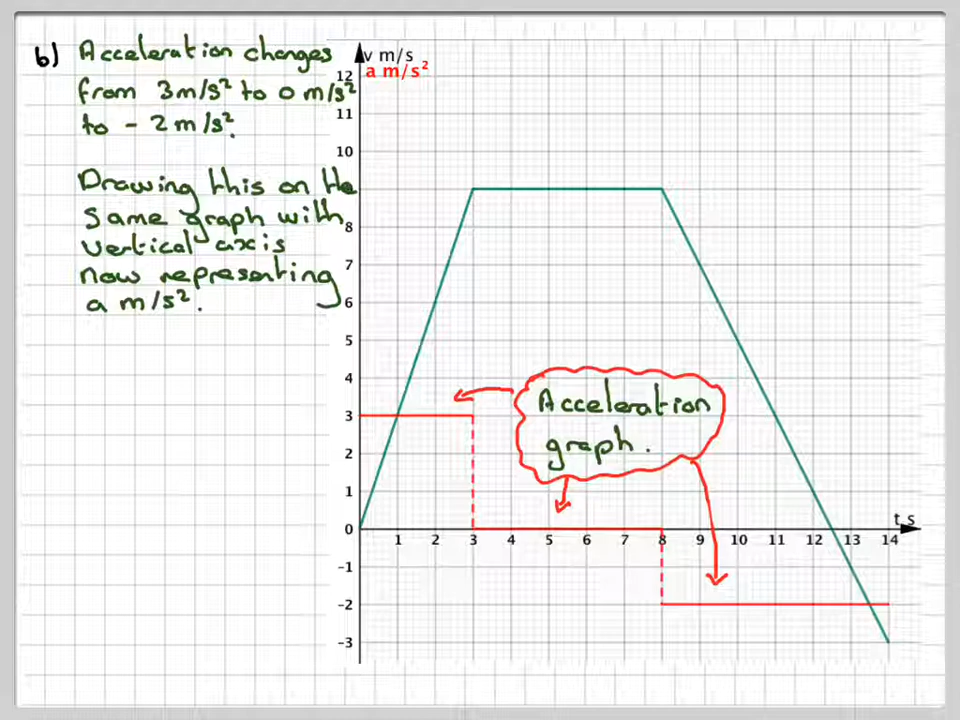 b) Acceleration changes
from 3m/s² to 0 m/s²
to - 2 m/s².
Drawing this on the
same graph with
vertical axis
now representing
a m/s².
v m/s
a m/s²
12
11
10
8
7
6
5
4
3
2
1
0
-1
-2
-3
1 2 3 4 5 6 7 8 9 10 11 12 13 14
t s
Acceleration
graph.